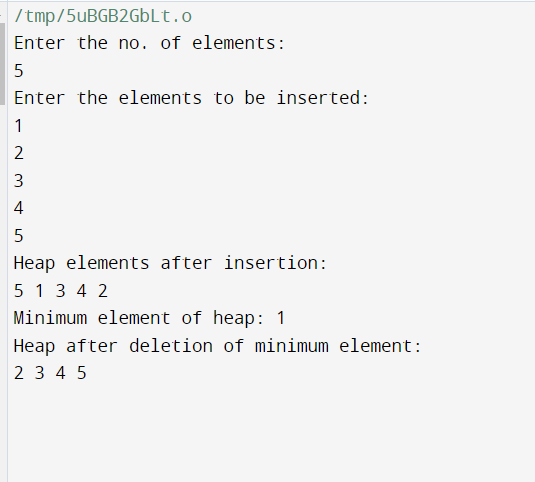 /tmp/5uBGB2GbLt.o
Enter the no. of elements:
5
Enter the elements to be inserted:
1
2
3
4
5
Heap elements after insertion:
5 1 3 4 2
Minimum element of heap: 1
Heap after deletion of minimum element:
2 3 4 5